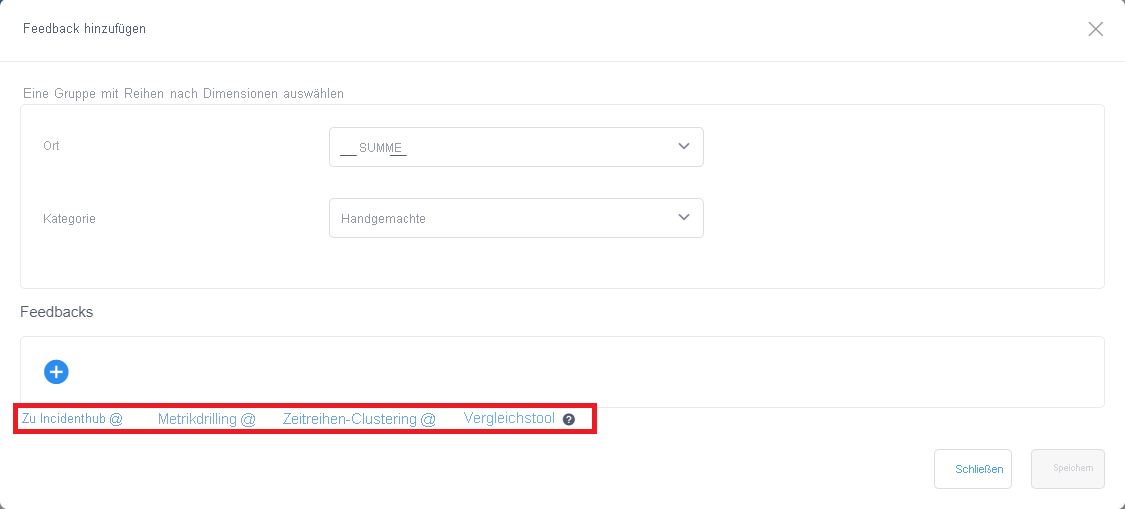 Feedback hinzufügen
Eine Gruppe mit Reihen nach Dimensionen auswählen
Ort
__SUMME__
Kategorie
Handgemachte
Feedbacks
Zu Incidenthub @ Metrikdrilling @ Zeitreihen-Clustering @ Vergleichstool ?
Schließen
Speichern